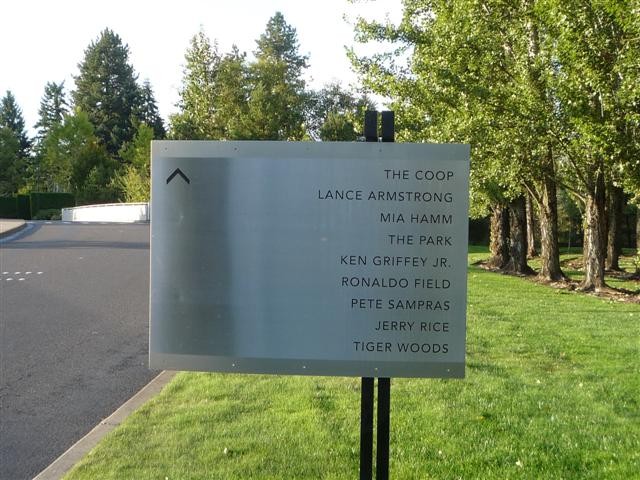 THE COOP
LANCE ARMSTRONG
MIA HAMM
THE PARK
KEN GRIFFEY JR.
RONALDO FIELD
PETE SAMPRAS
JERRY RICE
TIGER WOODS